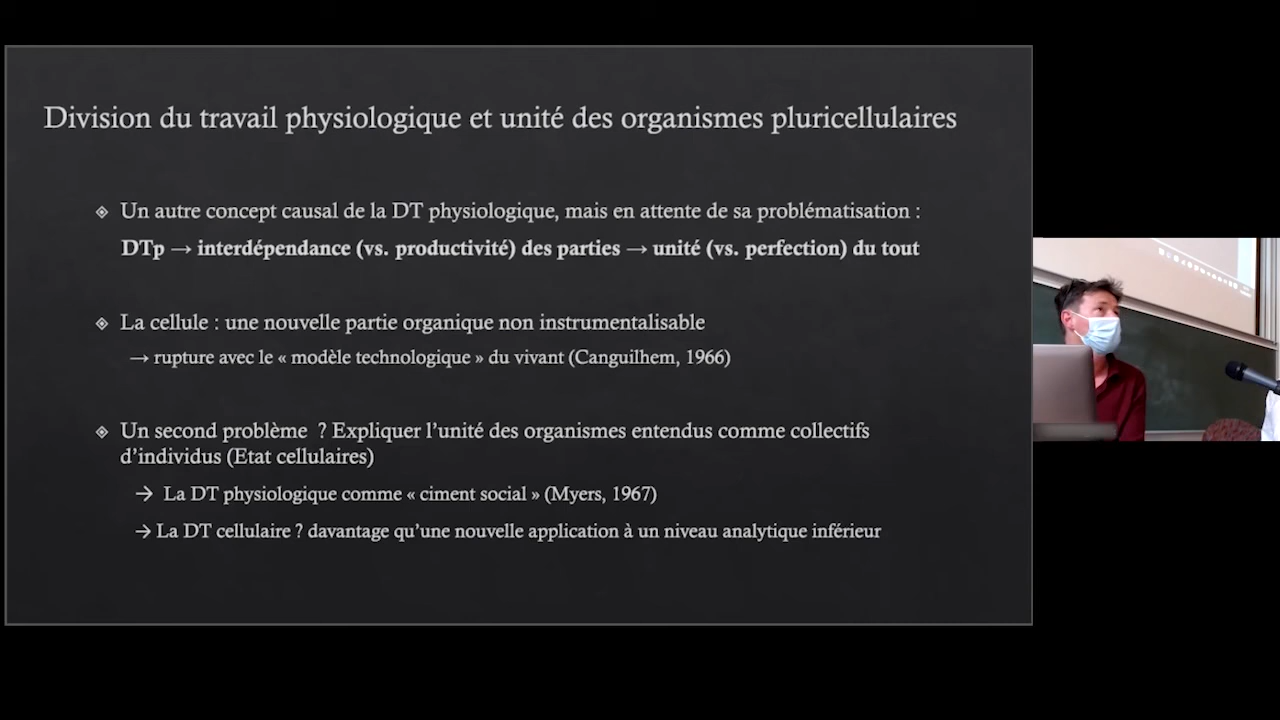 Division du travail physiologique et unité des organismes pluricellulaires
Un autre concept causal de la DT physiologique, mais en attente de sa problématisation :
DTp → interdépendance (vs. productivité) des parties → unité (vs. perfection) du tout
La cellule : une nouvelle partie organique non instrumentalisable
→ rupture avec le « modèle technologique » du vivant (Canguilhem, 1966)
Un second problème ? Expliquer l'unité des organismes entendus comme collectifs
d'individus (Etat cellulaires)
→ La DT physiologique comme « ciment social » (Myers, 1967)
→ La DT cellulaire ? davantage qu'une nouvelle application à un niveau analytique inférieur